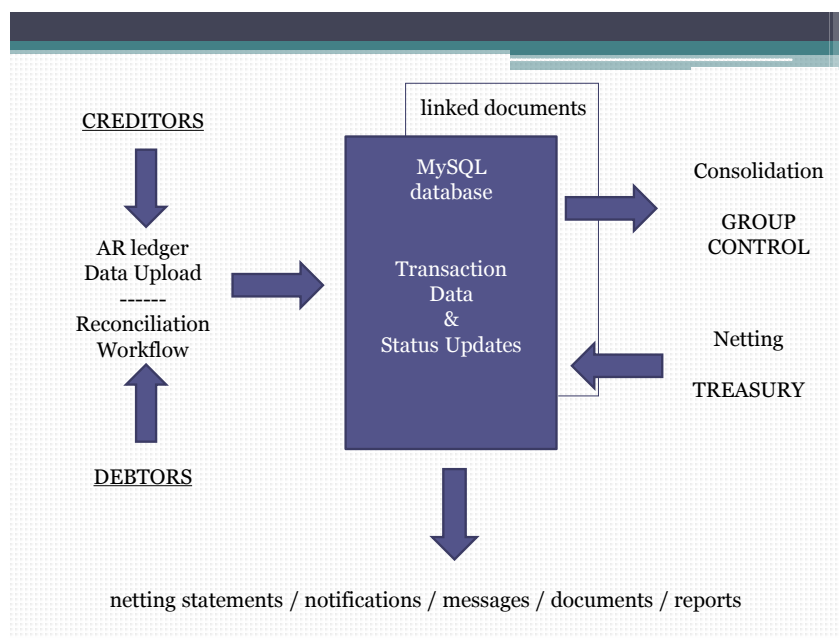 CREDITORS
AR ledger
Data Upload
------
Reconciliation
Workflow
DEBTORS
linked documents
MySQL
database
Transaction
Data
&
Status Updates
Consolidation
GROUP
CONTROL
Netting
TREASURY
netting statements / notifications / messages / documents / reports